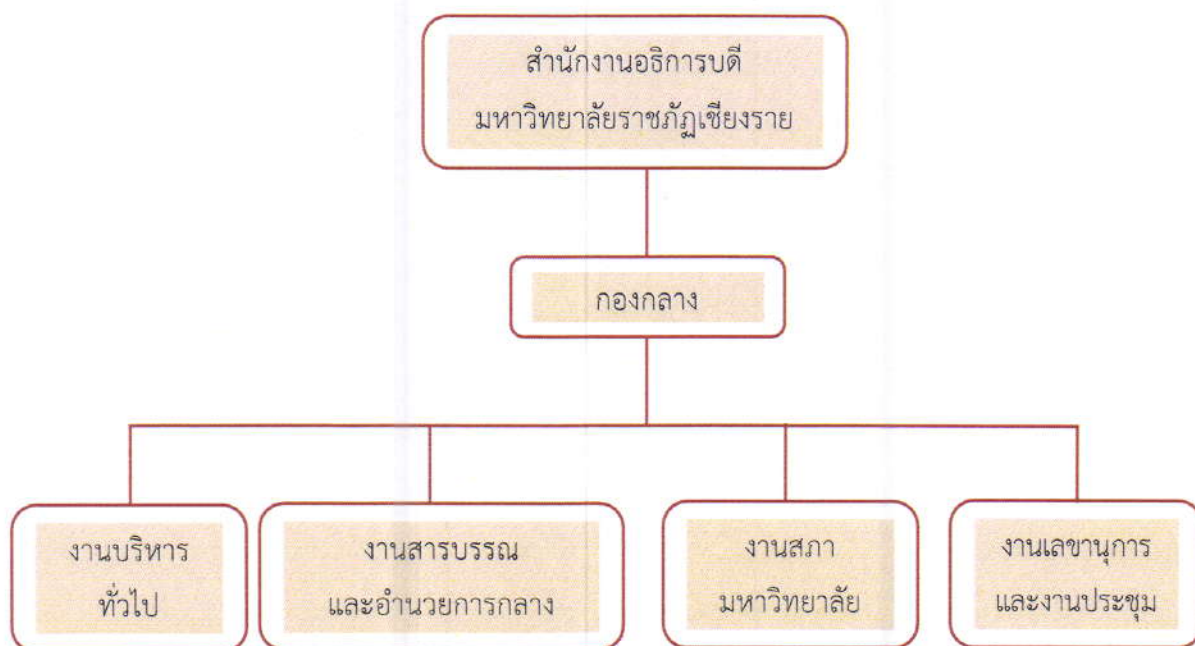 สำนักงานอธิการบดี
มหาวิทยาลัยราชภัฏเชียงราย
กองกลาง
งานบริหาร
ทั่วไป
งานสารบรรณ
และอำนวยการกลาง
งานสภา
มหาวิทยาลัย
งานเลขานุการ
และงานประชุม